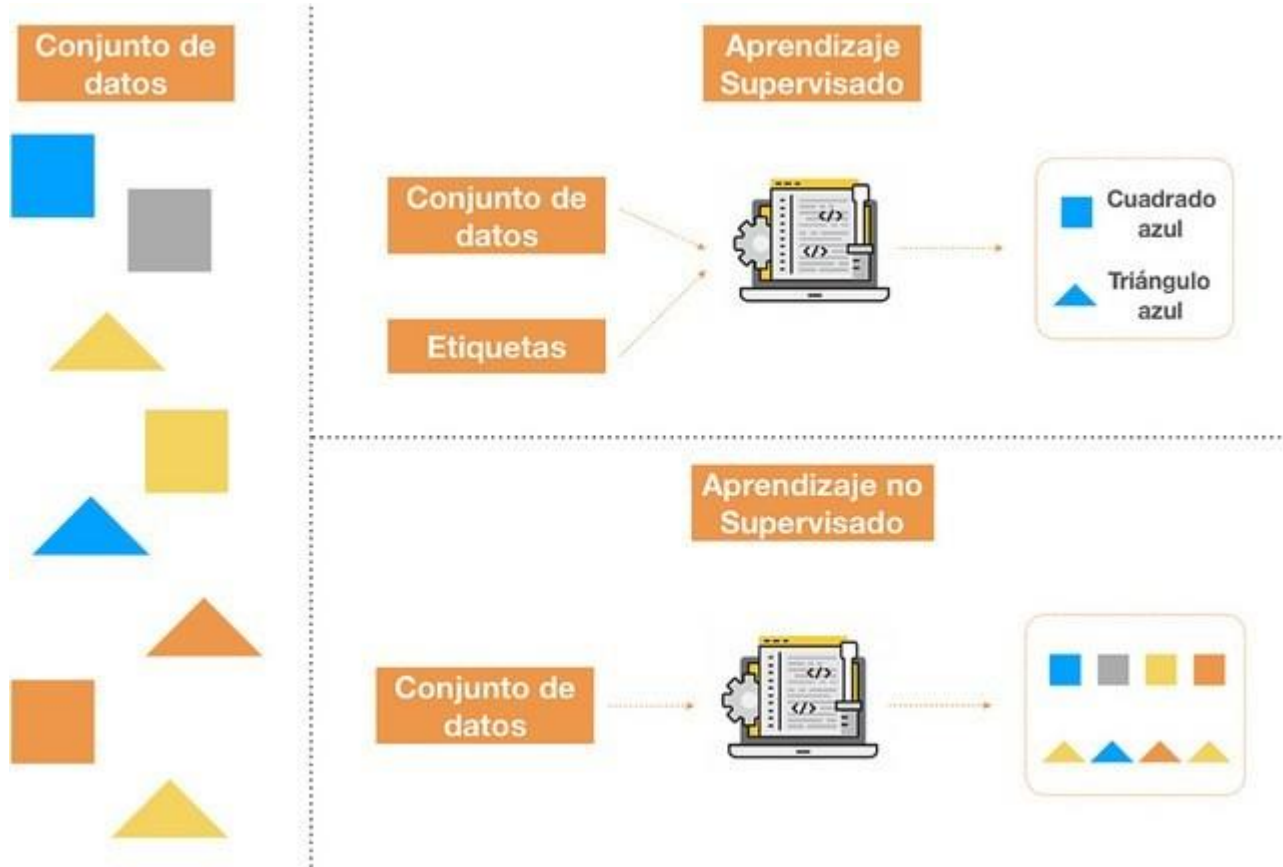 Conjunto de
datos
Aprendizaje
Supervisado
Conjunto de
datos
Etiquetas
</>
</>
Cuadrado
azul
Triángulo
azul
Aprendizaje no
Supervisado
Conjunto de
datos
</>
</>